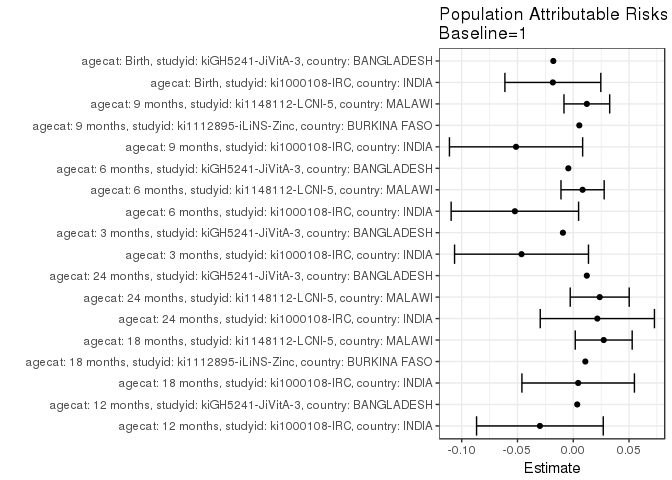 Population Attributable Risks
Baseline=1
agecat: Birth, studyid: kiGH5241-JiVitA-3, country: BANGLADESH
agecat: Birth, studyid: ki1000108-IRC, country: INDIA
agecat: 9 months, studyid: ki1148112-LCNI-5, country: MALAWI
agecat: 9 months, studyid: ki1112895-iLiNS-Zinc, country: BURKINA FASO
agecat: 9 months, studyid: ki1000108-IRC, country: INDIA
agecat: 6 months, studyid: kiGH5241-JiVitA-3, country: BANGLADESH
agecat: 6 months, studyid: ki1148112-LCNI-5, country: MALAWI
agecat: 6 months, studyid: ki1000108-IRC, country: INDIA
agecat: 3 months, studyid: kiGH5241-JiVitA-3, country: BANGLADESH
agecat: 3 months, studyid: ki1000108-IRC, country: INDIA
agecat: 24 months, studyid: kiGH5241-JiVitA-3, country: BANGLADESH
agecat: 24 months, studyid: ki1148112-LCNI-5, country: MALAWI
agecat: 24 months, studyid: ki1000108-IRC, country: INDIA
agecat: 18 months, studyid: ki1148112-LCNI-5, country: MALAWI
agecat: 18 months, studyid: ki1112895-iLiNS-Zinc, country: BURKINA FASO
agecat: 18 months, studyid: ki1000108-IRC, country: INDIA
agecat: 12 months, studyid: kiGH5241-JiVitA-3, country: BANGLADESH
agecat: 12 months, studyid: ki1000108-IRC, country: INDIA
-0.10 -0.05 0.00 0.05
Estimate